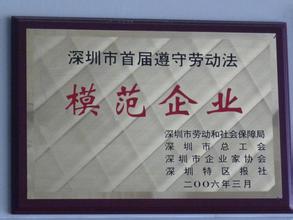 深圳市首届遵守劳动法
模范企业
深圳市劳动和社会保障局
深圳市总工会
深圳市企业家协会
深圳特区报社
二〇〇六年三月